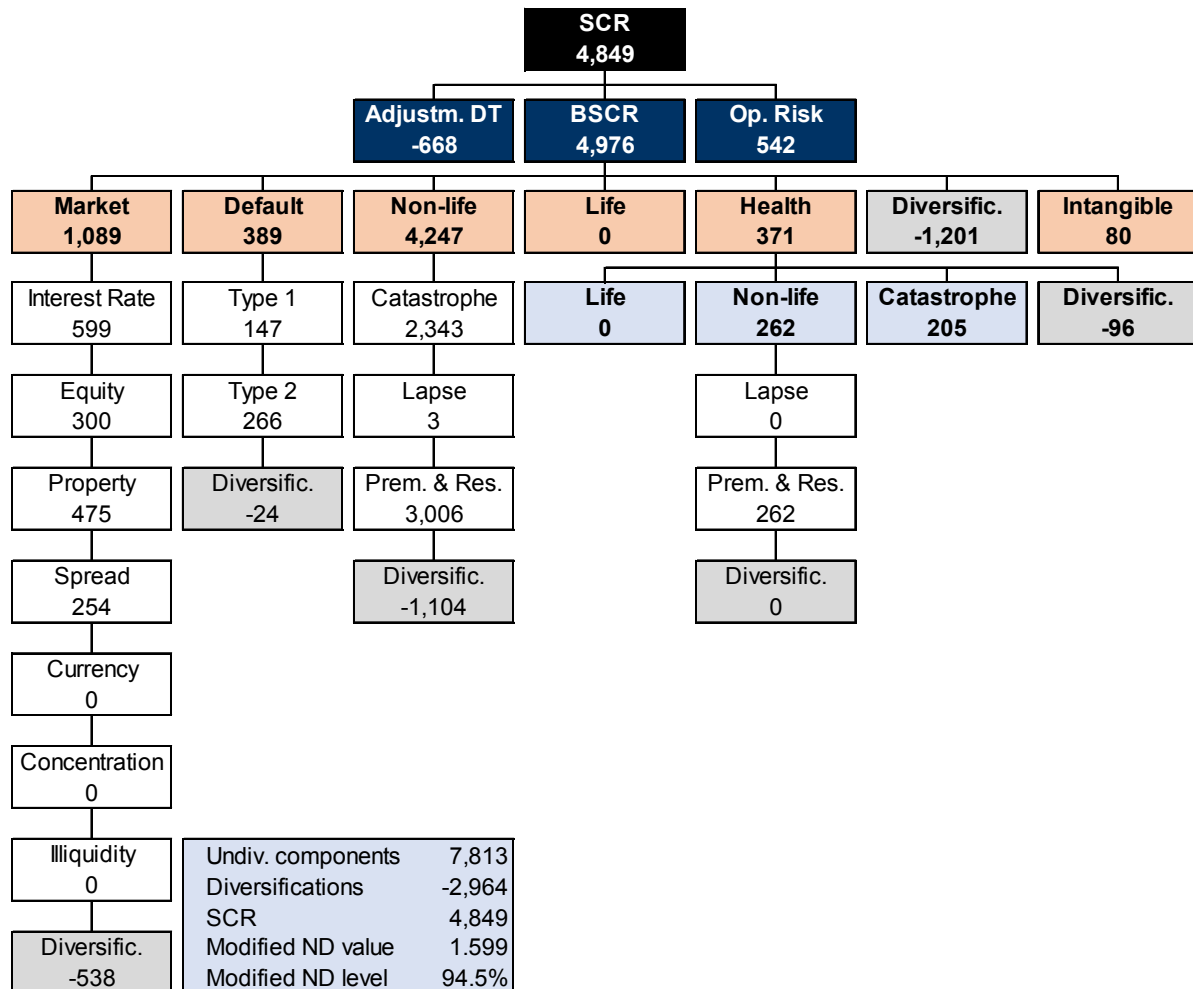 SCR
4,849
Adjustm. DT
-668
BSCR
4,976
Op. Risk
542
Market
1,089
Default
389
Non-life
4,247
Life
0
Health
371
Diversific.
-1,201
Intangible
80
Interest Rate
599
Type 1
147
Catastrophe
2,343
Life
0
Non-life
262
Catastrophe
205
Diversific.
-96
Equity
300
Type 2
266
Lapse
3
Lapse
0
Property
475
Diversific.
-24
Prem. & Res.
3,006
Prem. & Res.
262
Spread
254
Diversific.
-1,104
Diversific.
0
Currency
0
Concentration
0
Illiquidity
0
Diversific.
-538
Undiv. components 7,813
Diversifications -2,964
SCR 4,849
Modified ND value 1.599
Modified ND level 94.5%